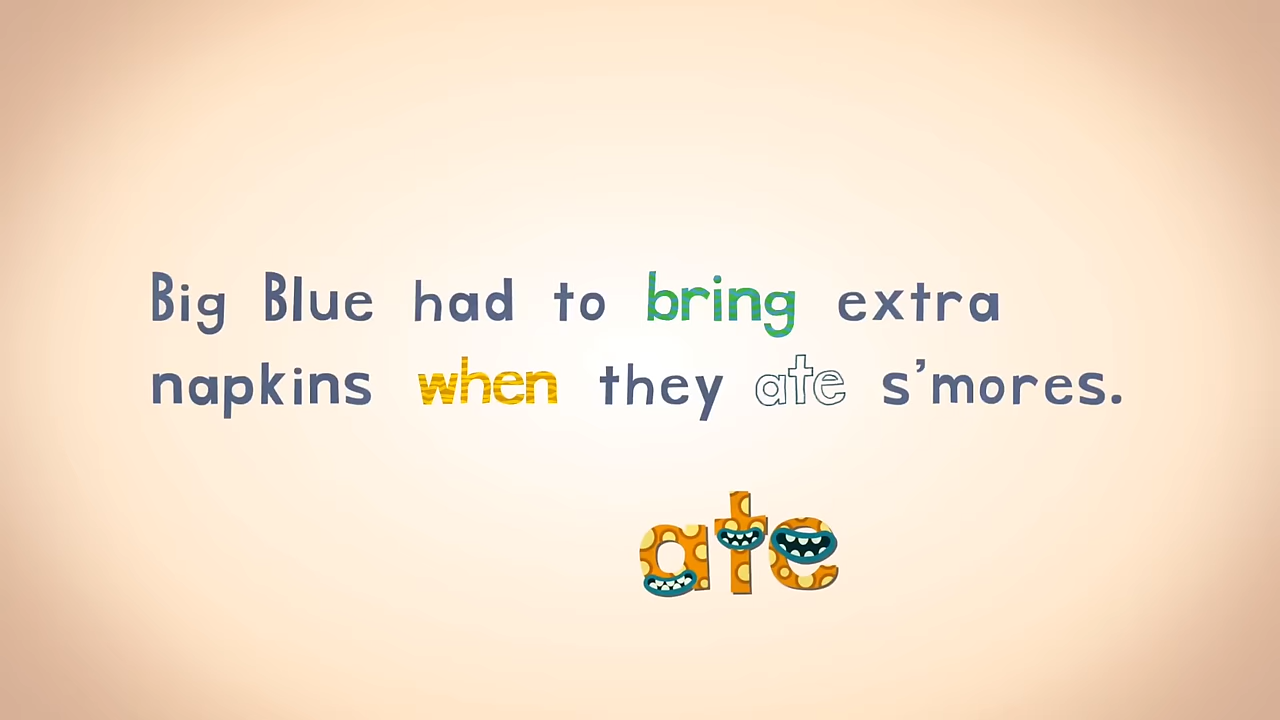 Big Blue had to bring extra
napkins when they ate s’mores.
ate